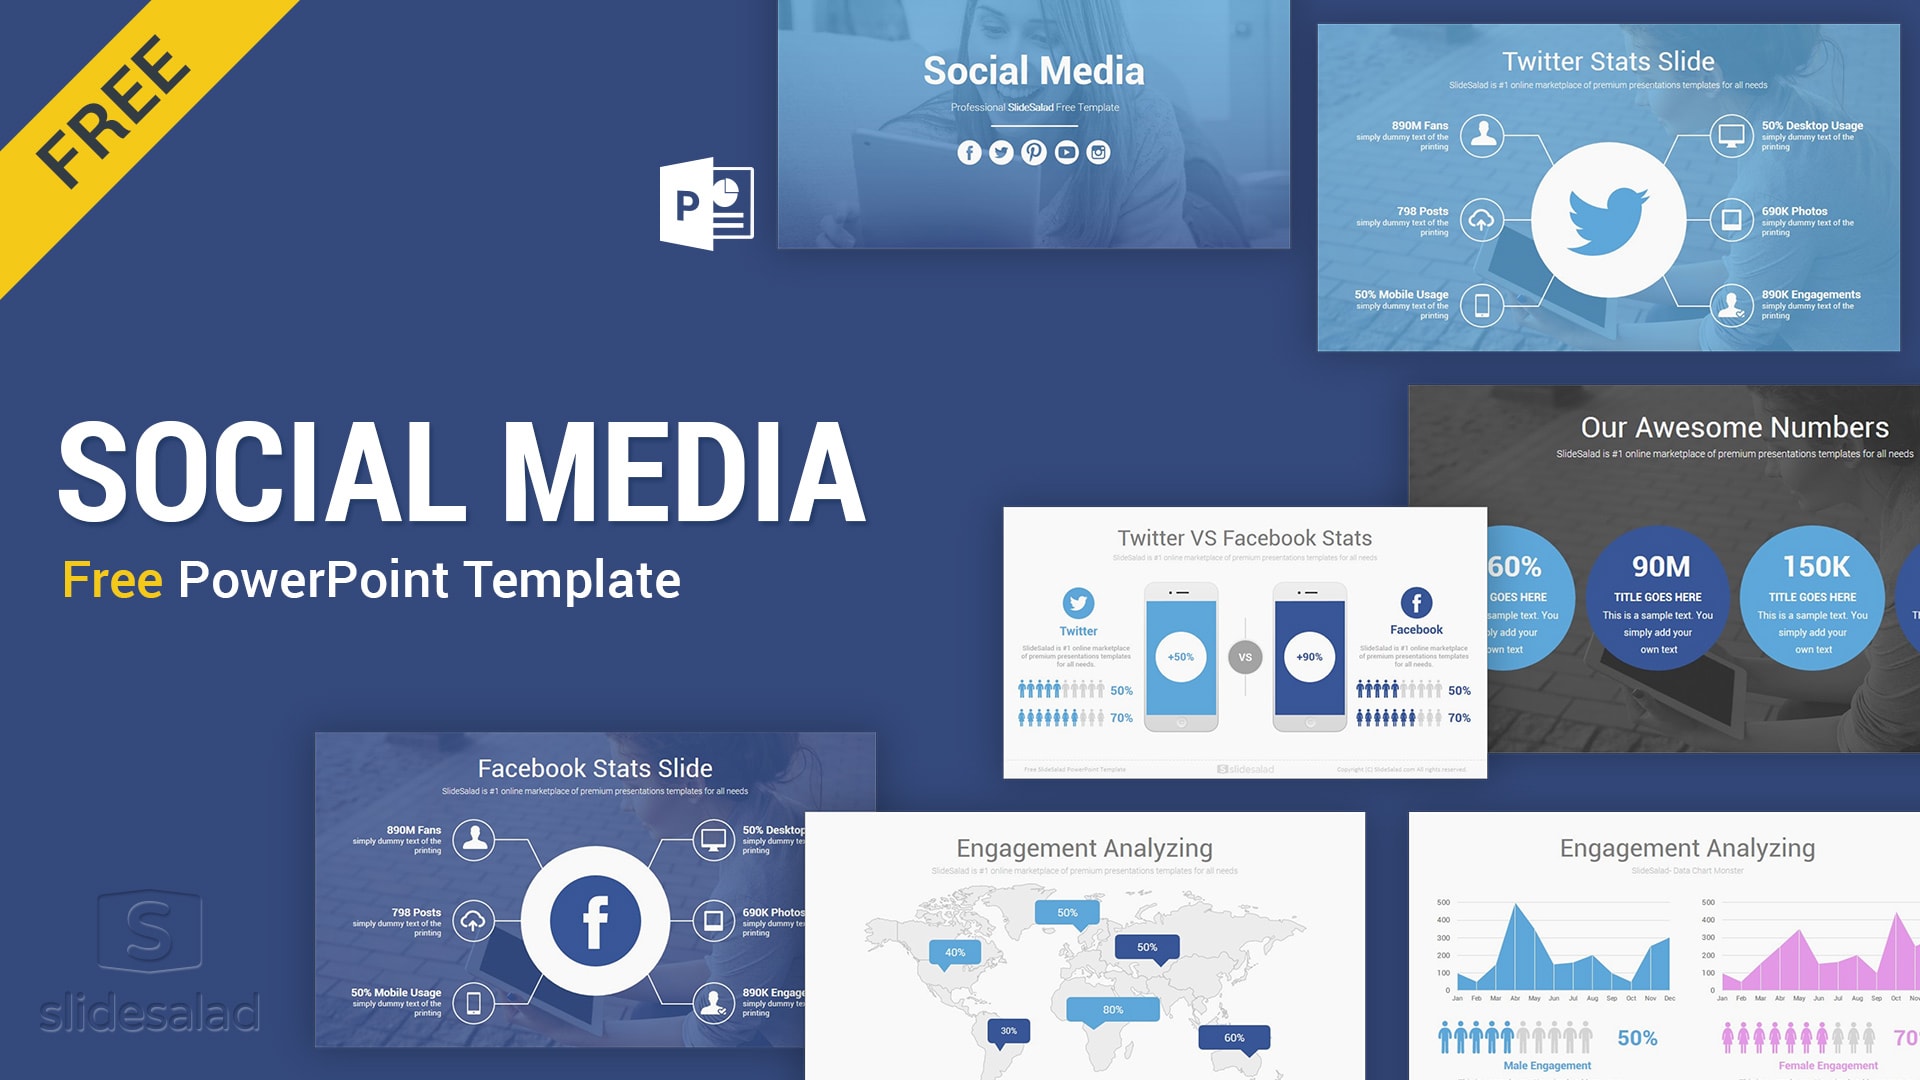 FREE
P
SOCIAL MEDIA
Free PowerPoint Template
slidesalad
Social Media
Professional SlideSalad Free Template
Twitter Stats Slide
SlideSalad is #1 online marketplace of premium presentations templates for all needs
890M Fans
simply dummy text of the
printing
798 Posts
simply dummy text of the
printing
50% Mobile Usage
simply dummy text of the
printing
50% Desktop Usage
simply dummy text of the
printing
690K Photos
simply dummy text of the
printing
890K Engagements
simply dummy text of the
printing
Our Awesome Numbers
SlideSalad is #1 online marketplace of premium presentations templates for all needs
60%
GOES HERE
sample text. You
add your
own text
90M
TITLE GOES HERE
This is a sample text. You
simply add your
own text
150K
TITLE GOES HERE
This is a sample text. You
simply add your
own text
Twitter VS Facebook Stats
SlideSalad is #1 online marketplace of premium presentations templates for all needs
Twitter
SlideSalad is #1 online marketplace
of premium presentations templates
for all needs.
50%
70%
+50%
VS
+90%
Facebook
SlideSalad is #1 online marketplace
of premium presentations templates
for all needs.
50%
70%
Free SlideSalad PowerPoint Template
slidesalad
Copyright (C) SlideSalad.com All rights reserved.
Facebook Stats Slide
SlideSalad is #1 online marketplace of premium presentations templates for all needs
890M Fans
simply dummy text of the
printing
798 Posts
simply dummy text of the
printing
50% Mobile Usage
simply dummy text of the
printing
50% Desktop
simply dummy text of
printing
690K Photos
simply dummy text of
printing
890K Engage
simply dummy text of
printing
Engagement Analyzing
SlideSalad is #1 online marketplace of premium presentations templates for all needs
50%
40%
50%
80%
30%
60%
Engagement Analyzing
SlideSalad- Data Chart Monster
500
400
300
200
100
0
Jan Feb Mar Abr May Jun Jul Aug Sep Oct Nov Dec
50%
Male Engagement
500
400
300
200
100
0
Jan Feb Mar Apr May Jun Jul Aug Sep Oct
70
Female Engagement